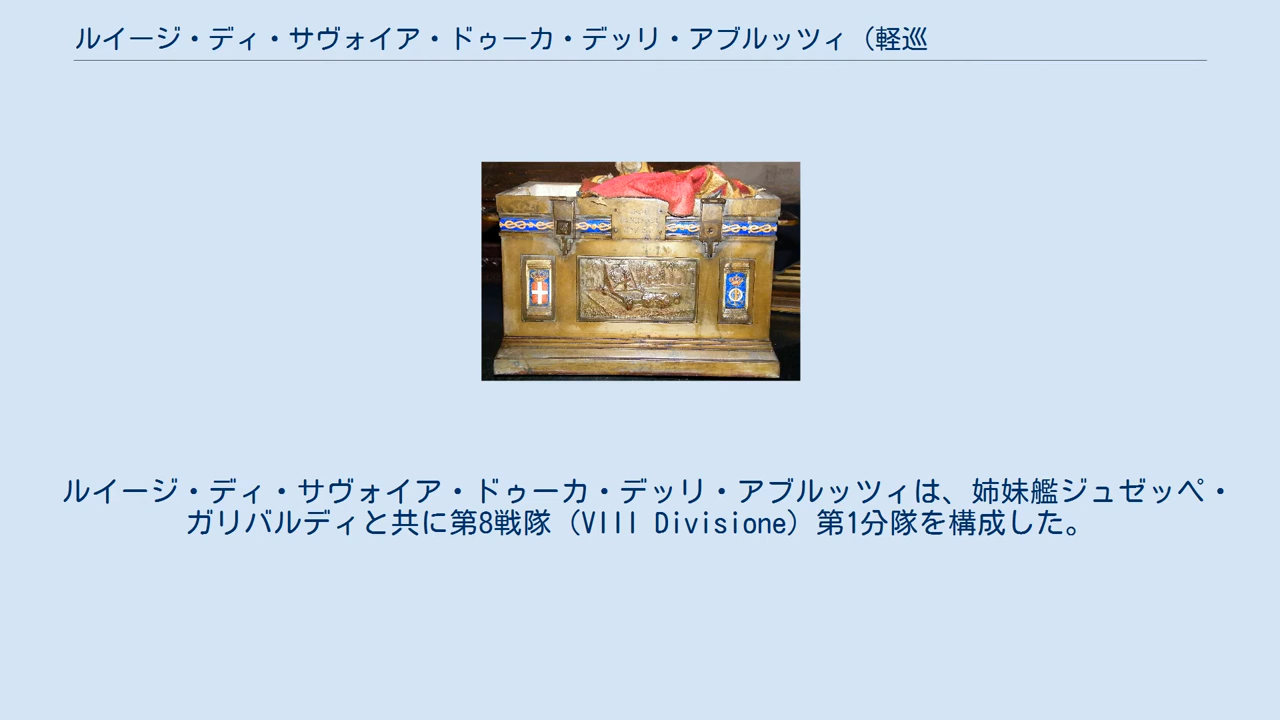 ルイージ・ディ・サヴォイア・ドゥーカ・デッリ・アブルッツィ（軽巡
ルイージ・ディ・サヴォイア・ドゥーカ・デッリ・アブルッツィは、姉妹艦ジュゼッペ・
ガリバルディと共に第8戦隊（VIII Divisione）第1分隊を構成した。